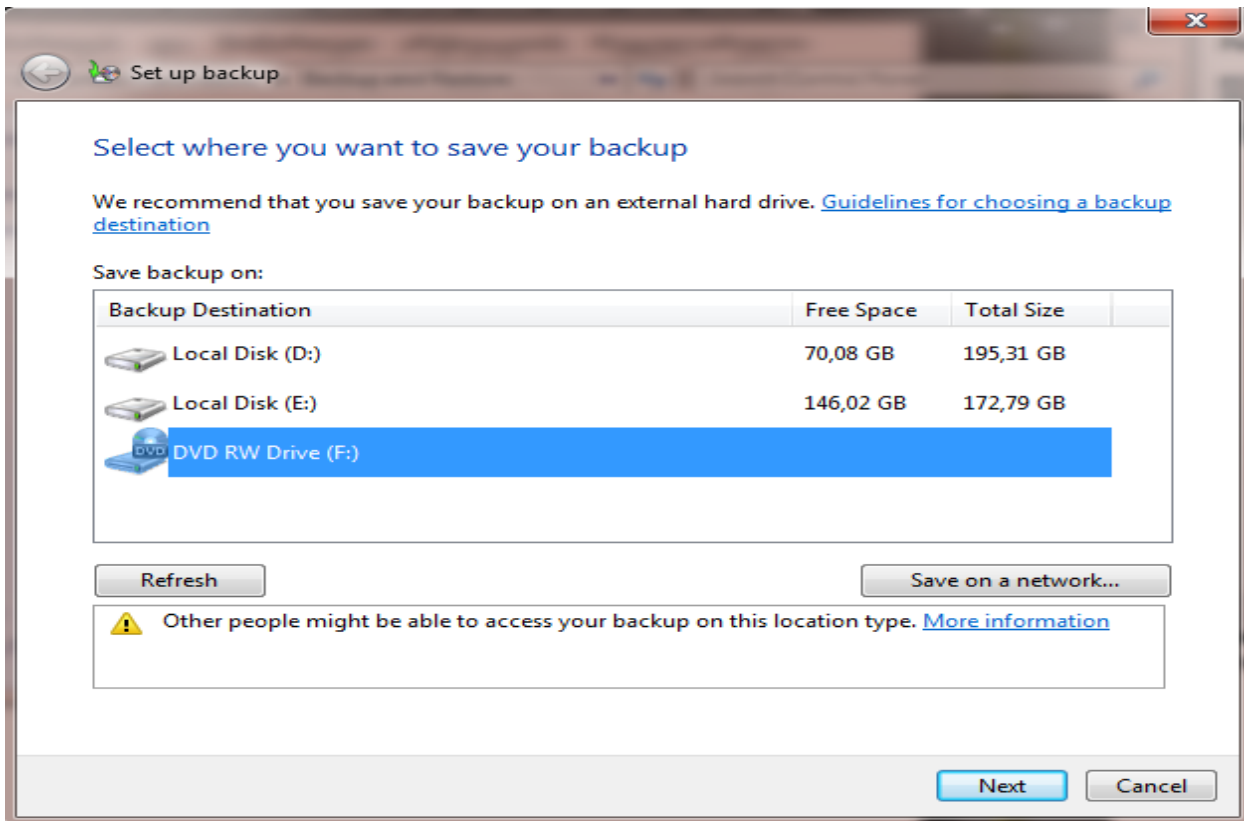 Set up backup
Select where you want to save your backup
We recommend that you save your backup on an external hard drive. Guidelines for choosing a backup
destination
Save backup on:
Backup Destination Free Space Total Size
Local Disk (D:) 70,08 GB 195,31 GB
Local Disk (E:) 146,02 GB 172,79 GB
DVD DVD RW Drive (F:)
Refresh Save on a network...
Other people might be able to access your backup on this location type. More information
Next Cancel